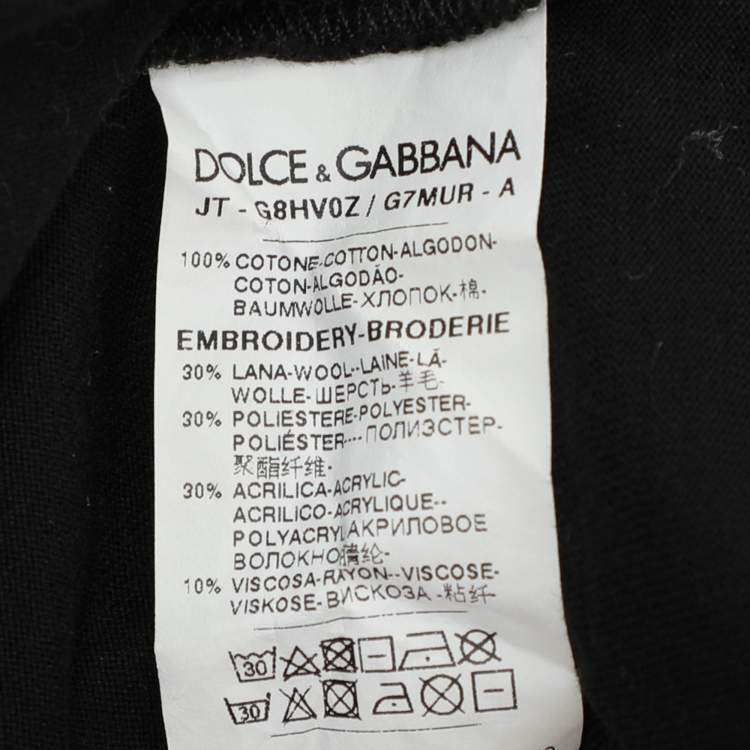 DOLCE & GABBANA
JT - G8HV0Z / G7MUR - A
100% COTONE-COTTON-ALGODON-
COTON-ALGODÃO-
BAUMWOLLE-ХЛОПОК-棉-
EMBROIDERY-BRODERIE
30% LANA-WOOL--LAINE-LÃ-
WOLLE-ШЕРСТЬ-羊毛-
30% POLIESTERE-POLYESTER-
POLIÉSTER---ПОЛИЭСТЕР-
聚酯纤维-
30% ACRILICA-ACRYLIC-
ACRILICO-ACRYLIQUE--
POLYACRYL АКРИЛОВОЕ
ВОЛОКНО腈纶-
10% VISCOSA-RAYON--VISCOSE-
VISKOSE-ВИСКОЗА-粘纤-
30
30